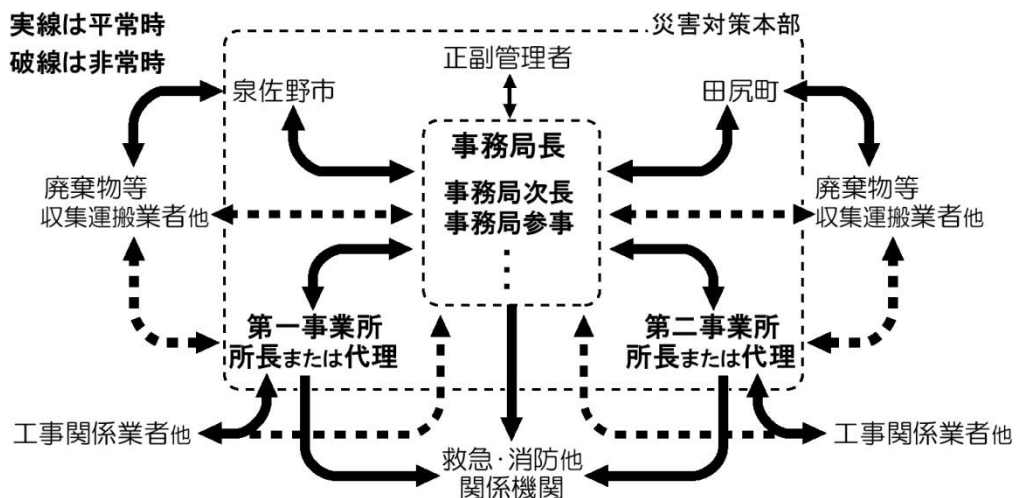 実線は平常時
破線は非常時
災害対策本部
正副管理者
泉佐野市
田尻町
事務局長
事務局次長
事務局参事
廃棄物等
収集運搬業者他
廃棄物等
収集運搬業者他
第一事業所
所長または代理
第二事業所
所長または代理
工事関係業者他
工事関係業者他
救急・消防他
関係機関